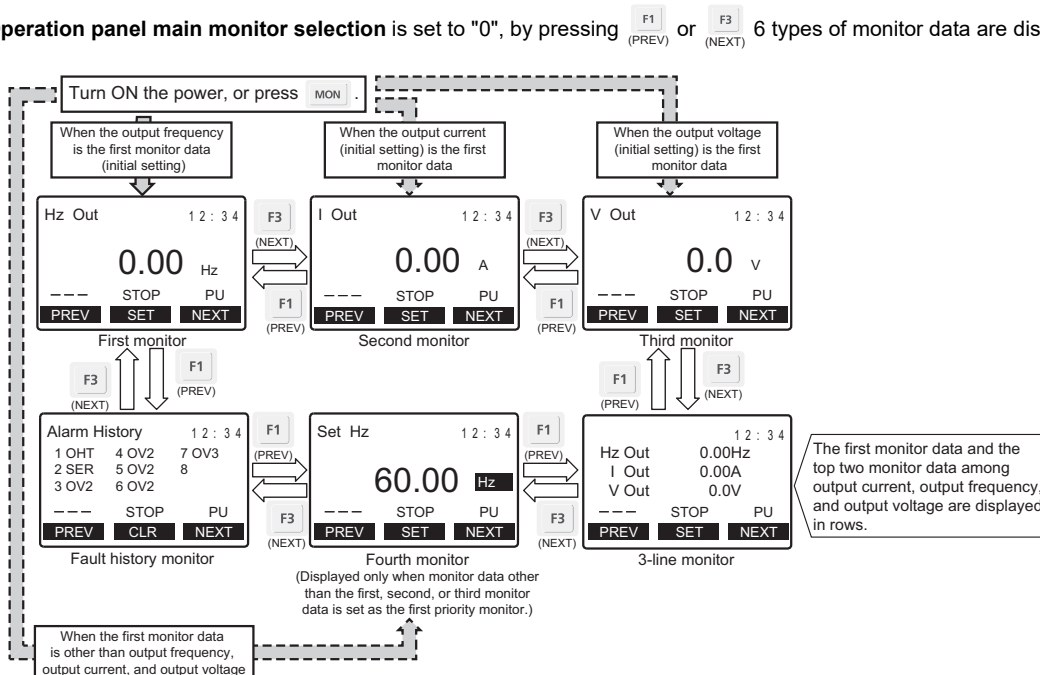 peration panel main monitor selection is set to "0", by pressing F1 (PREV) or F3 (NEXT) 6 types of monitor data are dis
Turn ON the power, or press MON .
When the output frequency
is the first monitor data
(initial setting)
When the output current
(initial setting) is the first
monitor data
When the output voltage
(initial setting) is the first
monitor data
Hz Out 12:34
0.00 Hz
--- STOP PU
PREV SET NEXT
First monitor
F3
(NEXT)
F1
(PREV)
I Out 12:34
0.00 A
--- STOP PU
PREV SET NEXT
Second monitor
F3
(NEXT)
F1
(PREV)
V Out 12:34
0.0 V
--- STOP PU
PREV SET NEXT
Third monitor
F3
(NEXT)
F1
(PREV)
F1
(PREV)
F3
(NEXT)
Alarm History 12:34
1 OHT 4 OV2 7 OV3
2 SER 5 OV2 8
3 OV2 6 OV2
--- STOP PU
PREV CLR NEXT
Fault history monitor
F1
(PREV)
F3
(NEXT)
Set Hz 12:34
60.00 Hz
--- STOP PU
PREV SET NEXT
Fourth monitor
(Displayed only when monitor data other
than the first, second, or third monitor
data is set as the first priority monitor.)
F1
(PREV)
F3
(NEXT)
12:34
Hz Out 0.00Hz
I Out 0.00A
V Out 0.0V
--- STOP PU
PREV SET NEXT
3-line monitor
The first monitor data and the
top two monitor data among
output current, output frequency,
and output voltage are displayed
in rows.
When the first monitor data
is other than output frequency,
output current, and output voltage